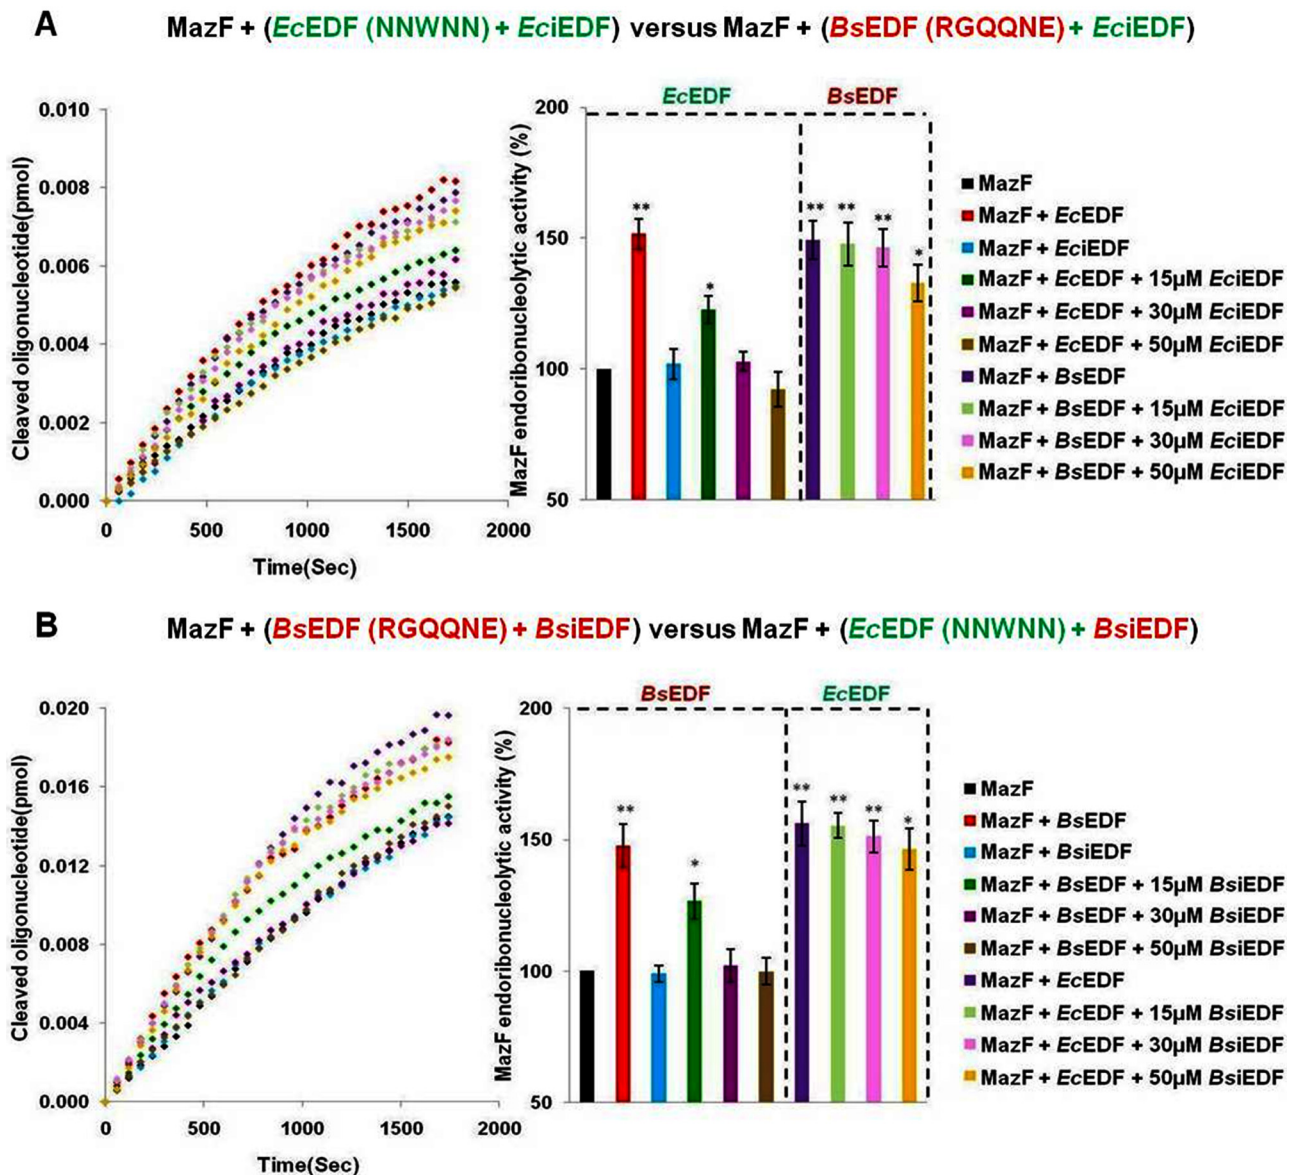 A
MazF + (EcEDF (NNWNN) + EciEDF) versus MazF + (BsEDF (RGQQNE) + EciEDF)
Cleaved oligonucleotide(pmol)
0.010
0.008
0.006
0.004
0.002
0.000
0
500
1000
1500
2000
Time(Sec)
MazF endoribonucleolytic activity (%)
200
150
100
50
EcEDF
BsEDF
**
*
**
**
**
*
MazF
MazF + EcEDF
MazF + EciEDF
MazF + EcEDF + 15µM EciEDF
MazF + EcEDF + 30µM EciEDF
MazF + EcEDF + 50µM EciEDF
MazF + BsEDF
MazF + BsEDF + 15µM EciEDF
MazF + BsEDF + 30µM EciEDF
MazF + BsEDF + 50µM EciEDF
B
MazF + (BsEDF (RGQQNE) + BsiEDF) versus MazF + (EcEDF (NNWNN) + BsiEDF)
Cleaved oligonucleotide(pmol)
0.020
0.016
0.012
0.008
0.004
0.000
0
500
1000
1500
2000
Time(Sec)
MazF endoribonucleolytic activity (%)
200
150
100
50
BsEDF
EcEDF
**
*
**
**
**
*
MazF
MazF + BsEDF
MazF + BsiEDF
MazF + BsEDF + 15µM BsiEDF
MazF + BsEDF + 30µM BsiEDF
MazF + BsEDF + 50µM BsiEDF
MazF + EcEDF
MazF + EcEDF + 15µM BsiEDF
MazF + EcEDF + 30µM BsiEDF
MazF + EcEDF + 50µM BsiEDF